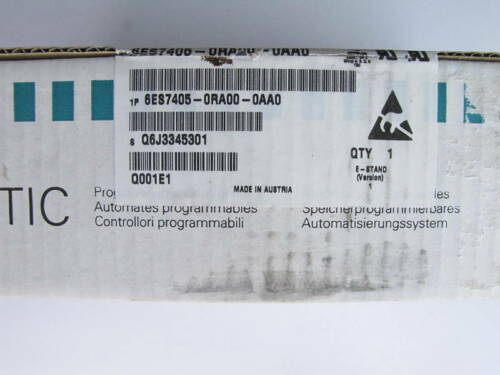 6ES7405-0RA00-0AA0
1P 6ES7405-0RA00-0AA0
S Q6J3345301
QTY 1
E-STAND
(Version)
1
Q001E1
MADE IN AUSTRIA
TIC
Automates programmables
Controllori programmabili
Speicherprogrammierbares
Automatisierungssystem